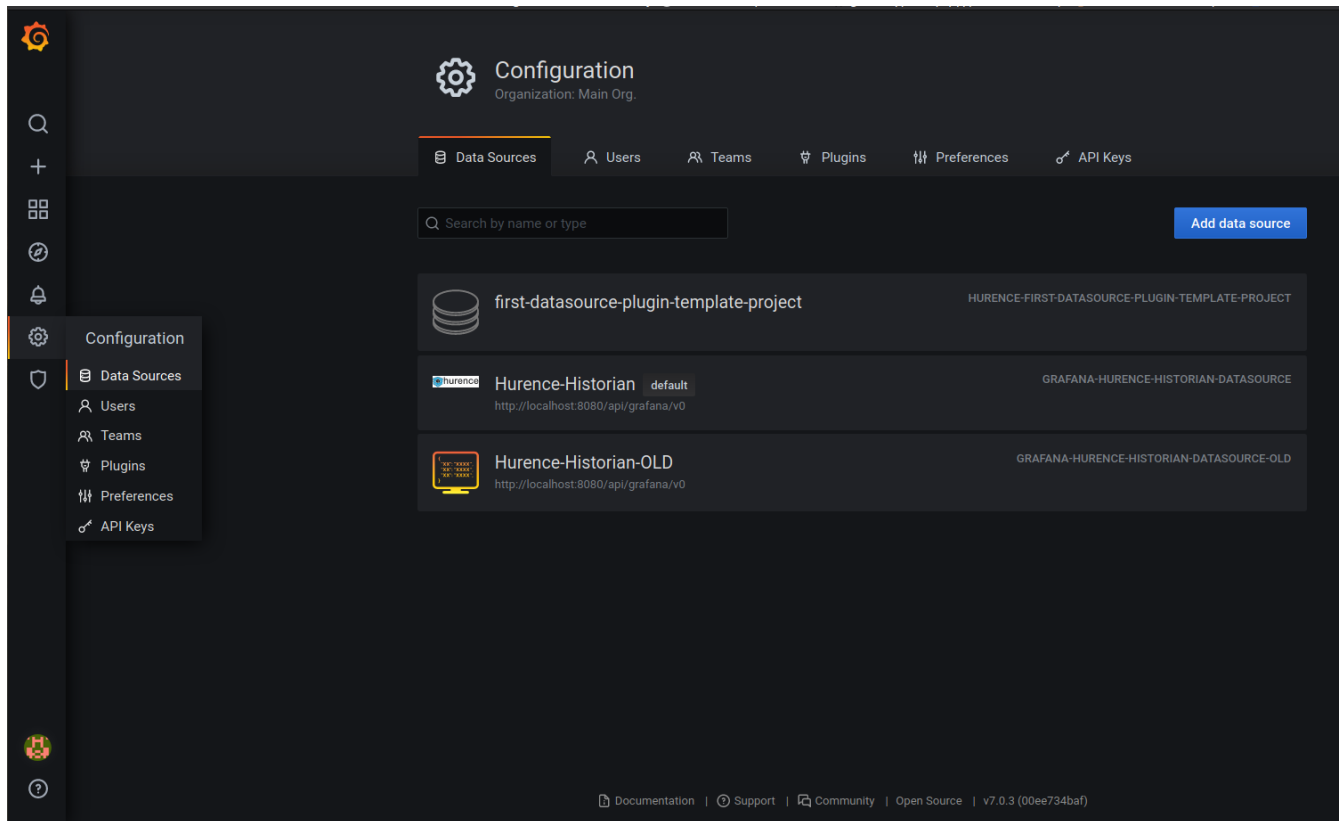 Configuration
Organization: Main Org.
Data Sources Users Teams Plugins Preferences API Keys
Search by name or type
Add data source
first-datasource-plugin-template-project
HURENCE-FIRST-DATASOURCE-PLUGIN-TEMPLATE-PROJECT
hurence
Hurence-Historian default
GRAFANA-HURENCE-HISTORIAN-DATASOURCE
http://localhost:8080/api/grafana/v0
Hurence-Historian-OLD
GRAFANA-HURENCE-HISTORIAN-DATASOURCE-OLD
http://localhost:8080/api/grafana/v0
Configuration
Data Sources
Users
Teams
Plugins
Preferences
API Keys
Documentation | Support | Community | Open Source | v7.0.3 (00ee734baf)